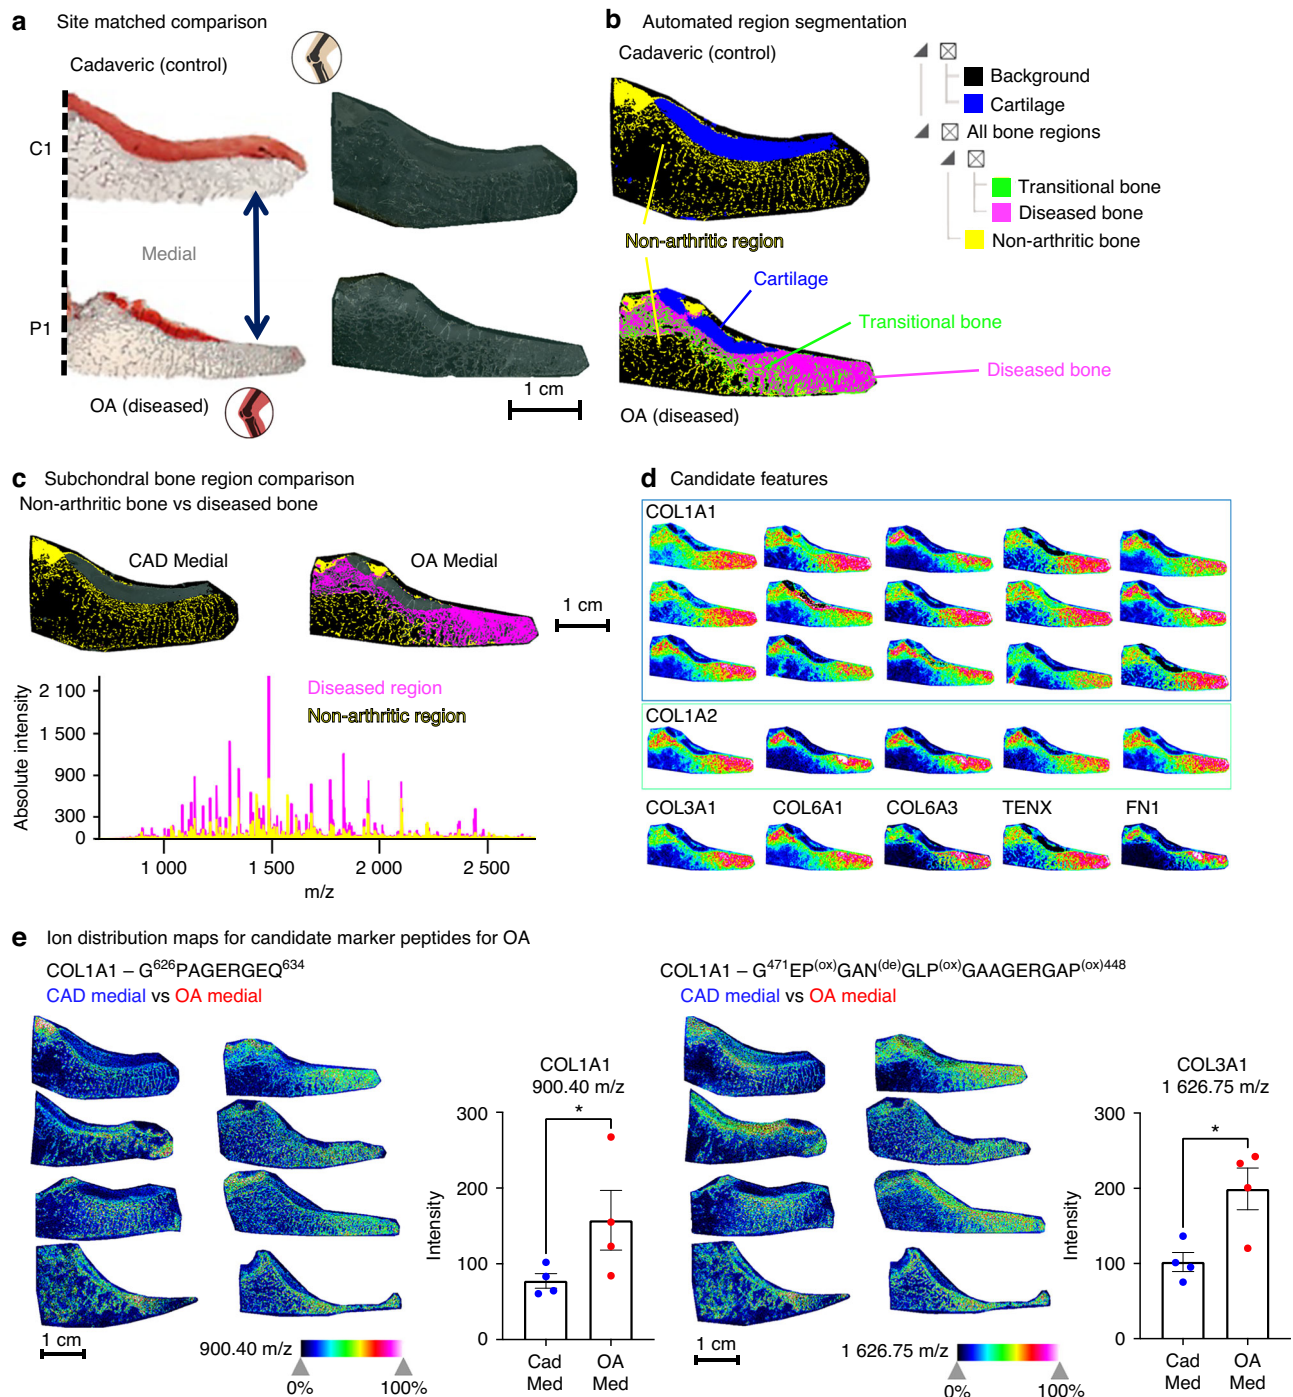 a Site matched comparison
Cadaveric (control)
C1
Medial
P1
OA (diseased)
1 cm
b Automated region segmentation
Cadaveric (control)
Background
Cartilage
All bone regions
Transitional bone
Diseased bone
Non-arthritic bone
Non-arthritic region
Cartilage
Transitional bone
Diseased bone
OA (diseased)
c Subchondral bone region comparison
Non-arthritic bone vs diseased bone
CAD Medial
OA Medial
1 cm
Diseased region
Non-arthritic region
Absolute intensity
2 100
1 500
900
300
0
1 000 1 500 2 000 2 500
m/z
d Candidate features
COL1A1
COL1A2
COL3A1 COL6A1 COL6A3 TENX FN1
e Ion distribution maps for candidate marker peptides for OA
COL1A1 – G⁶²⁶PAGERGEQ⁶³⁴
CAD medial vs OA medial
COL1A1
900.40 m/z
*
Intensity
300
200
100
0
Cad Med
OA Med
1 cm
900.40 m/z
0% 100%
COL1A1 – G⁴⁷¹EP⁽ᵒˣ⁾GAN⁽ᵈᵉ⁾GLP⁽ᵒˣ⁾GAAGERGAP⁽ᵒˣ⁾⁴⁴⁸
CAD medial vs OA medial
COL3A1
1 626.75 m/z
*
Intensity
300
200
100
0
Cad Med
OA Med
1 cm
1 626.75 m/z
0% 100%